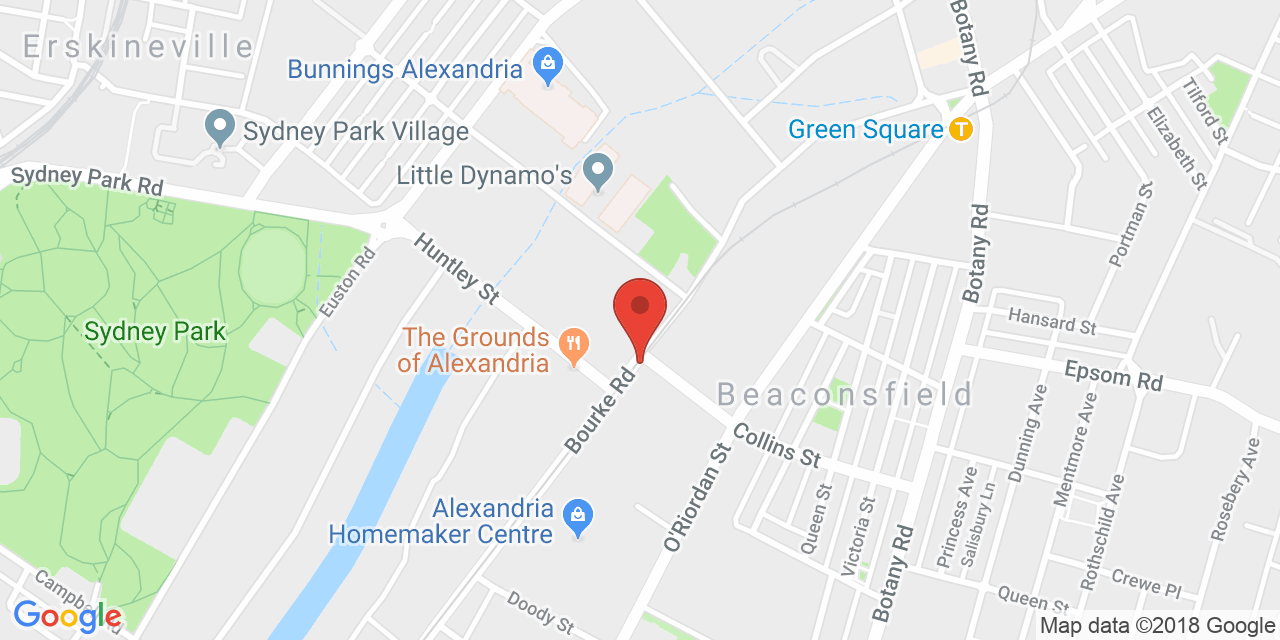 Erskineville
Bunnings Alexandria
Botany Rd
Tilford St
Elizabeth St
Green Square
T
Sydney Park Village
Little Dynamo's
Sydney Park Rd
Portman St
Botany Rd
Huntley St
Euston Rd
Hansard St
Sydney Park
The Grounds
of Alexandria
Epsom Rd
Beaconsfield
Bourke Rd
Dunning Ave
Mentmore Ave
Collins St
O'Riordan St
Rosebery Ave
Alexandria
Homemaker Centre
Queen St
Victoria St
Princess Ave
Salisbury Ln
Rothschild Ave
Botany Rd
Crewe Pl
Queen St
Doody St
Google
Map data ©2018 Google